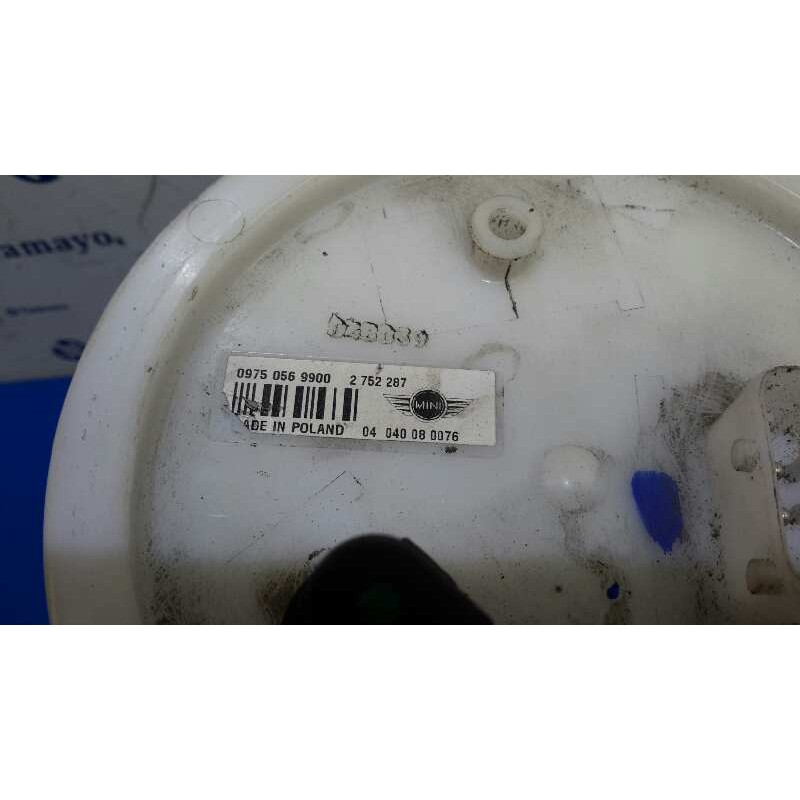 amayo.
0975 056 9900 2 752 287
MINI
ADE IN POLAND 04 040 08 0076